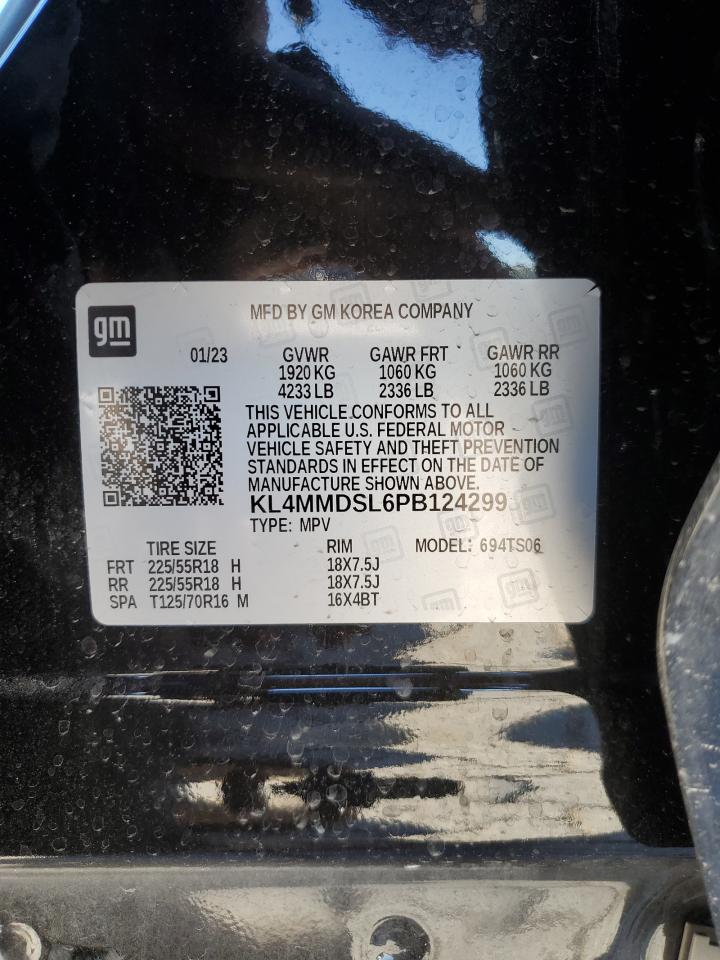 gm
MFD BY GM KOREA COMPANY
01/23 GVWR GAWR FRT GAWR RR
1920 KG 1060 KG 1060 KG
4233 LB 2336 LB 2336 LB
THIS VEHICLE CONFORMS TO ALL
APPLICABLE U.S. FEDERAL MOTOR
VEHICLE SAFETY AND THEFT PREVENTION
STANDARDS IN EFFECT ON THE DATE OF
MANUFACTURE SHOWN ABOVE.
KL4MMDSL6PB124299
TYPE: MPV
TIRE SIZE RIM MODEL: 694TS06
FRT 225/55R18 H 18X7.5J
RR 225/55R18 H 18X7.5J
SPA T125/70R16 M 16X4BT